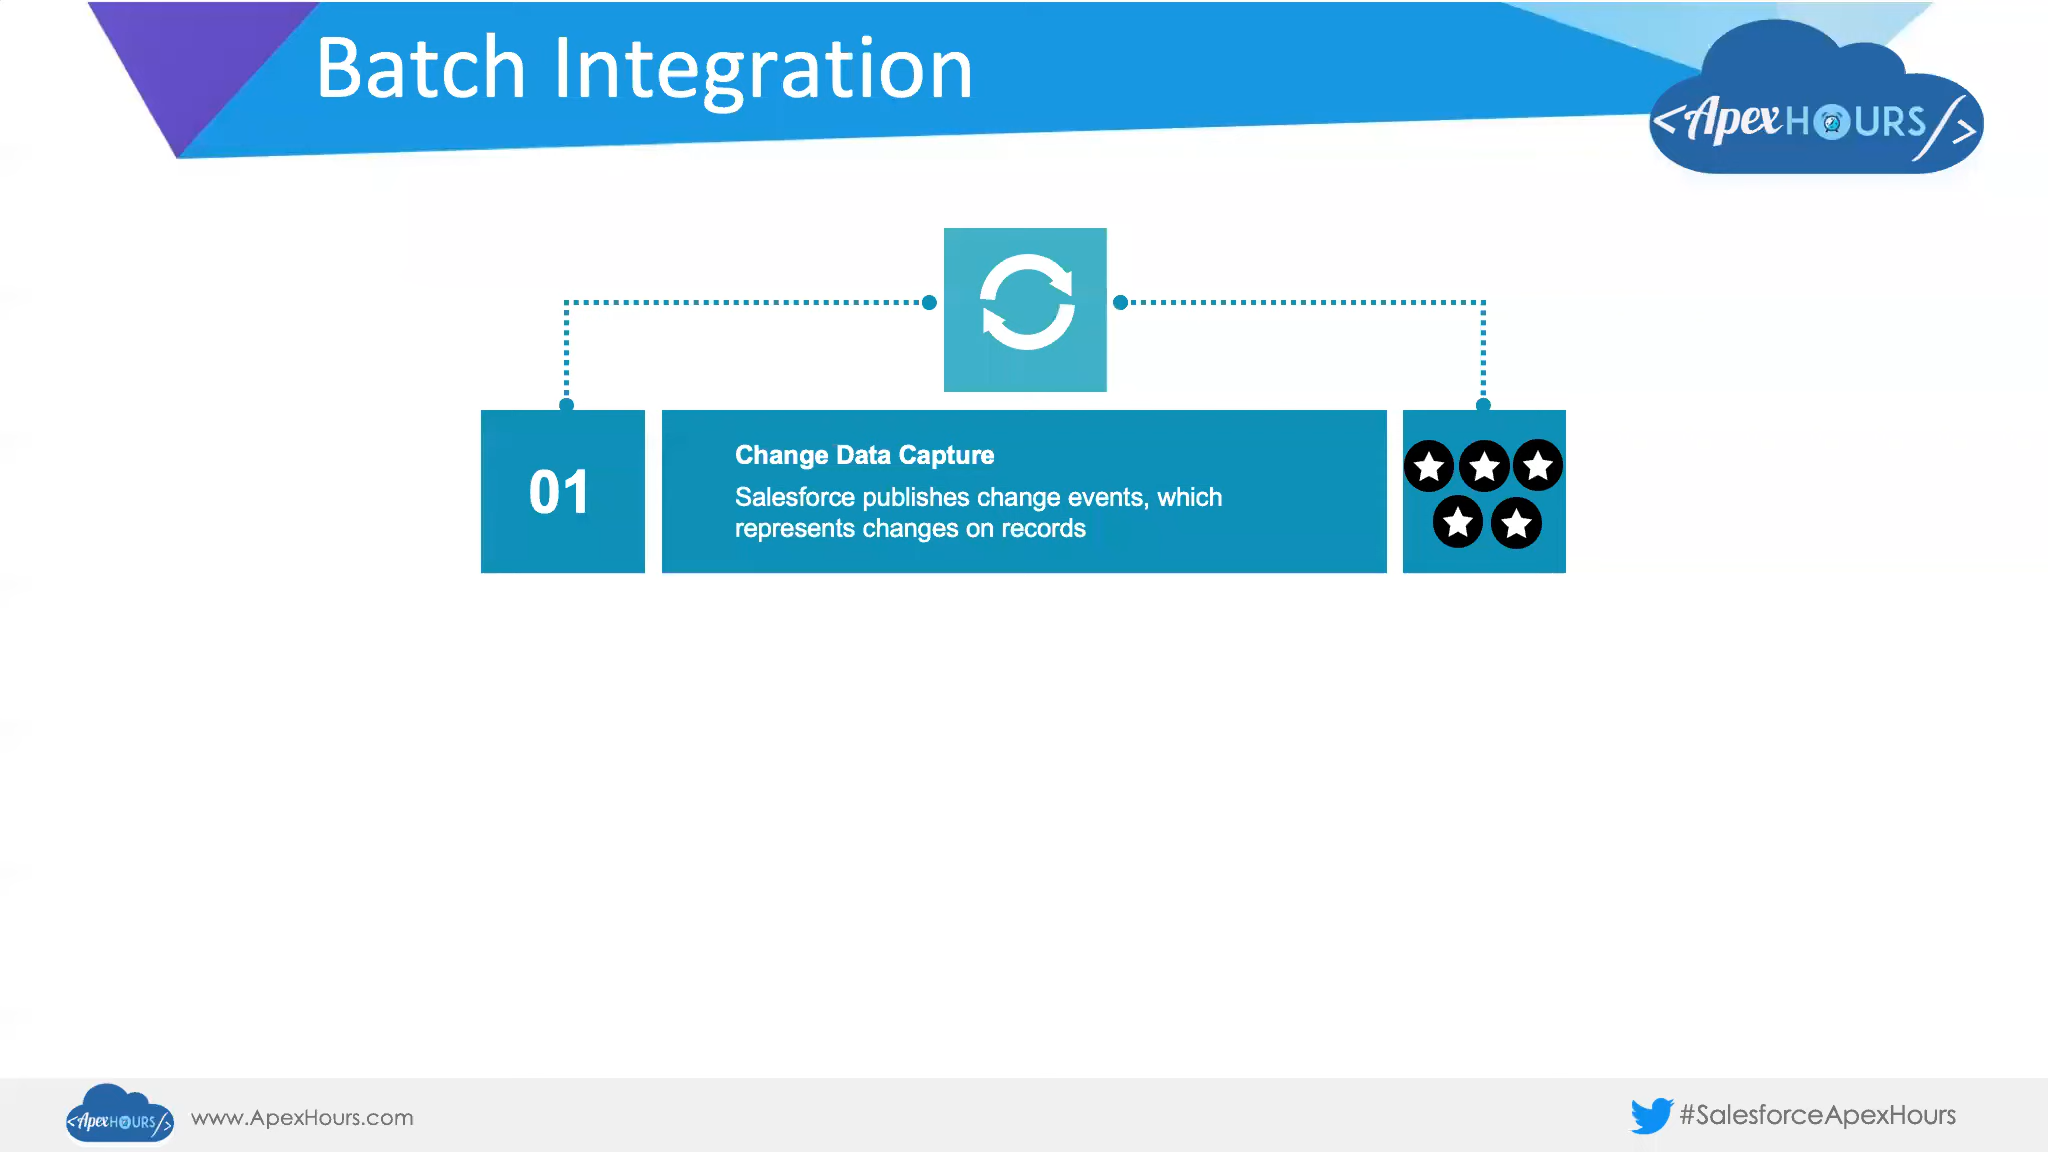 Batch Integration
<ApexHOURS/>
01
Change Data Capture
Salesforce publishes change events, which
represents changes on records
<ApexHOURS/>
www.ApexHours.com
#SalesforceApexHours